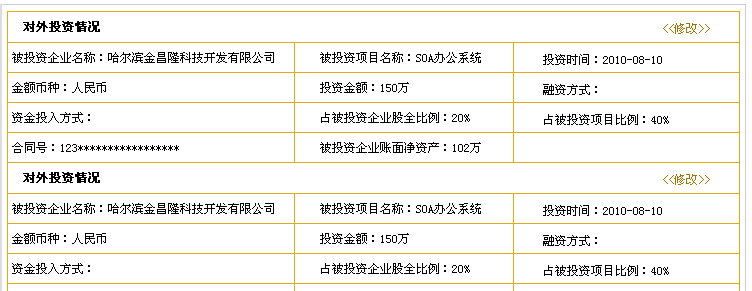 对外投资情况 <<修改>>
被投资企业名称：哈尔滨金昌隆科技开发有限公司 被投资项目名称：SOA办公系统 投资时间：2010-08-10
金额币种：人民币 投资金额：150万 融资方式：
资金投入方式： 占被投资企业股全比例：20% 占被投资项目比例：40%
合同号：123***************** 被投资企业账面净资产：102万
对外投资情况 <<修改>>
被投资企业名称：哈尔滨金昌隆科技开发有限公司 被投资项目名称：SOA办公系统 投资时间：2010-08-10
金额币种：人民币 投资金额：150万 融资方式：
资金投入方式： 占被投资企业股全比例：20% 占被投资项目比例：40%